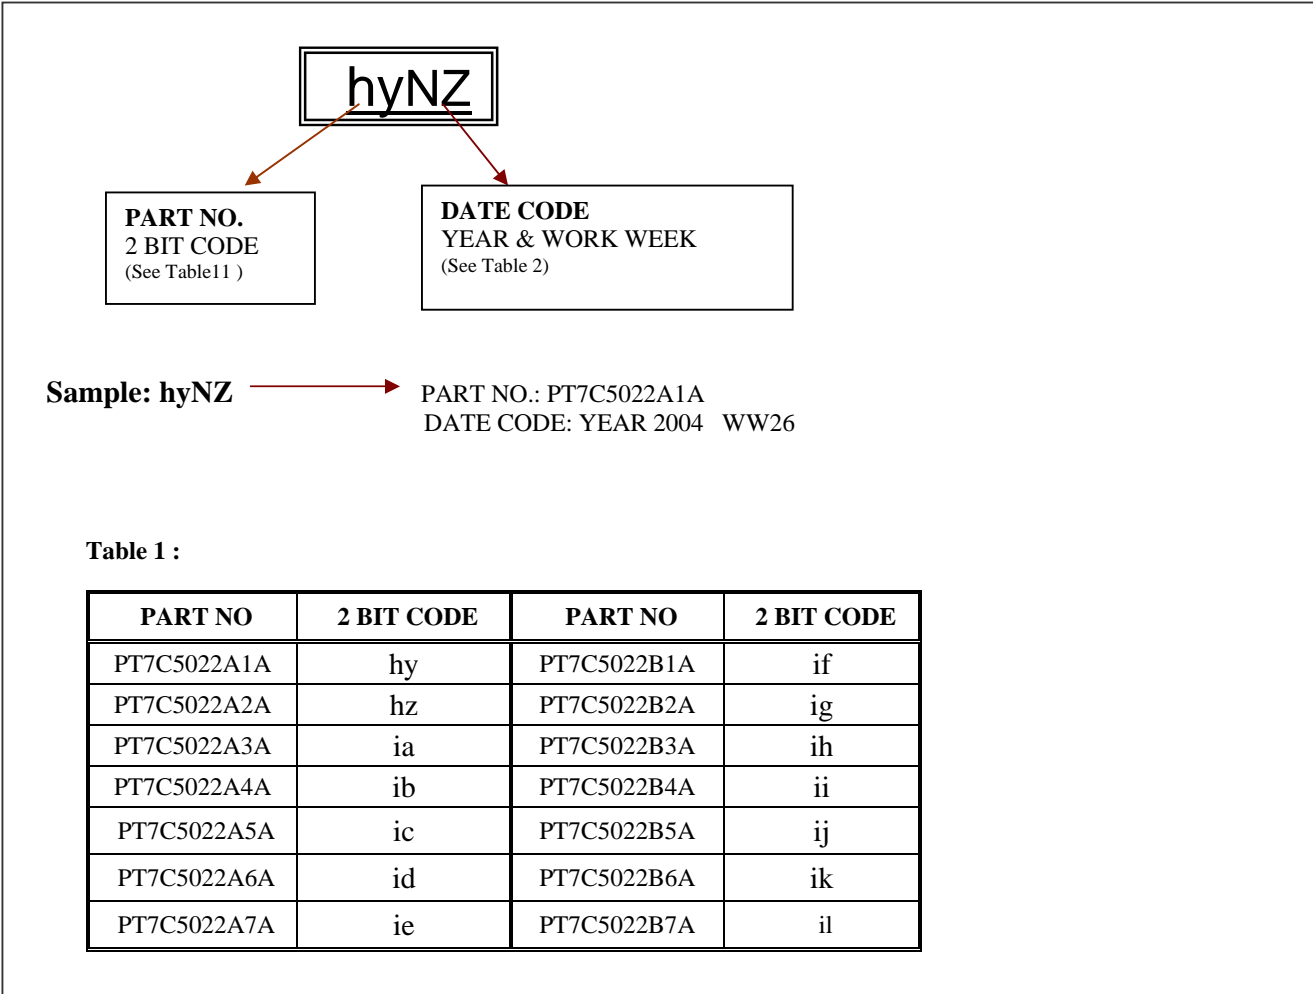 hyNZ
PART NO.
2 BIT CODE
(See Table11 )
DATE CODE
YEAR & WORK WEEK
(See Table 2)
Sample: hyNZ
PART NO.: PT7C5022A1A
DATE CODE: YEAR 2004 WW26
Table 1 :
PART NO 2 BIT CODE PART NO 2 BIT CODE
PT7C5022A1A hy PT7C5022B1A if
PT7C5022A2A hz PT7C5022B2A ig
PT7C5022A3A ia PT7C5022B3A ih
PT7C5022A4A ib PT7C5022B4A ii
PT7C5022A5A ic PT7C5022B5A ij
PT7C5022A6A id PT7C5022B6A ik
PT7C5022A7A ie PT7C5022B7A il